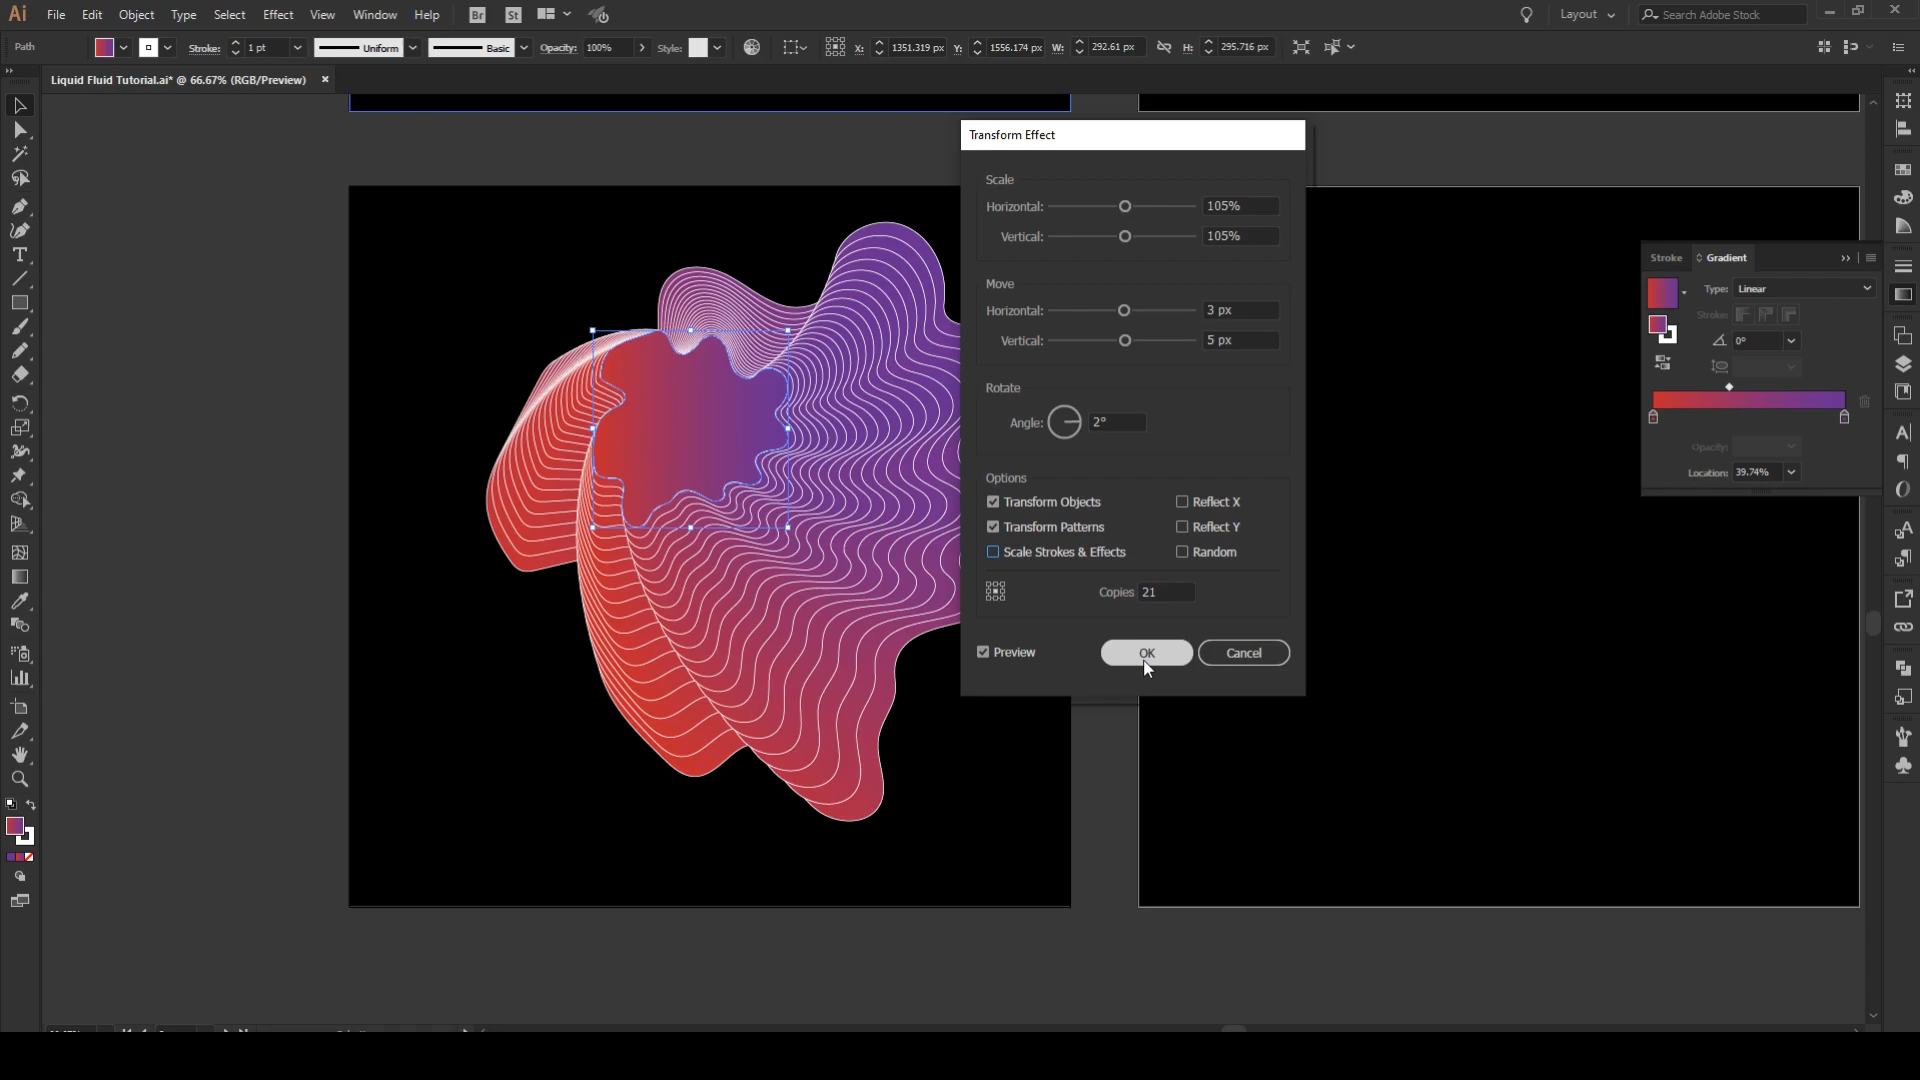 Ai File Edit Object Type Select Effect View Window Help Br St Layout Search Adobe Stock
Path Stroke: 1 pt Uniform Basic Opacity: 100% Style: X: 1351.319 px Y: 1556.174 px W: 292.61 px H: 295.716 px
Liquid Fluid Tutorial.ai* @ 66.67% (RGB/Preview)
Transform Effect
Scale
Horizontal: 105%
Vertical: 105%
Move
Horizontal: 3 px
Vertical: 5 px
Rotate
Angle: 2°
Options
Transform Objects Reflect X
Transform Patterns Reflect Y
Scale Strokes & Effects Random
Copies 21
Preview OK Cancel
Stroke Gradient
Type: Linear
Stroke:
0°
Opacity:
Location: 39.74%